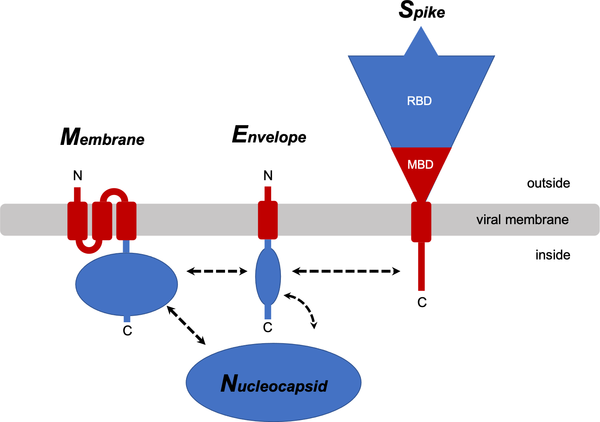 Spike
RBD
Membrane
Envelope
MBD
N
N
outside
viral membrane
inside
C
C
C
Nucleocapsid